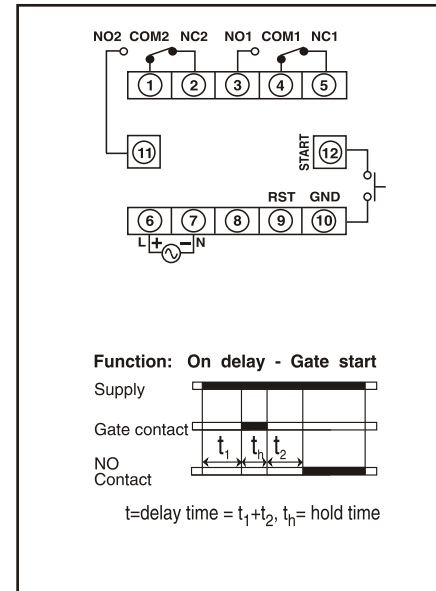 NO2 COM2 NC2 NO1 COM1 NC1
1 2 3 4 5
11 START 12
RST GND
6 7 8 9 10
L + − N
Function: On delay - Gate start
Supply
Gate contact
t₁ tₕ t₂
NO
Contact
t=delay time = t₁+t₂, tₕ= hold time